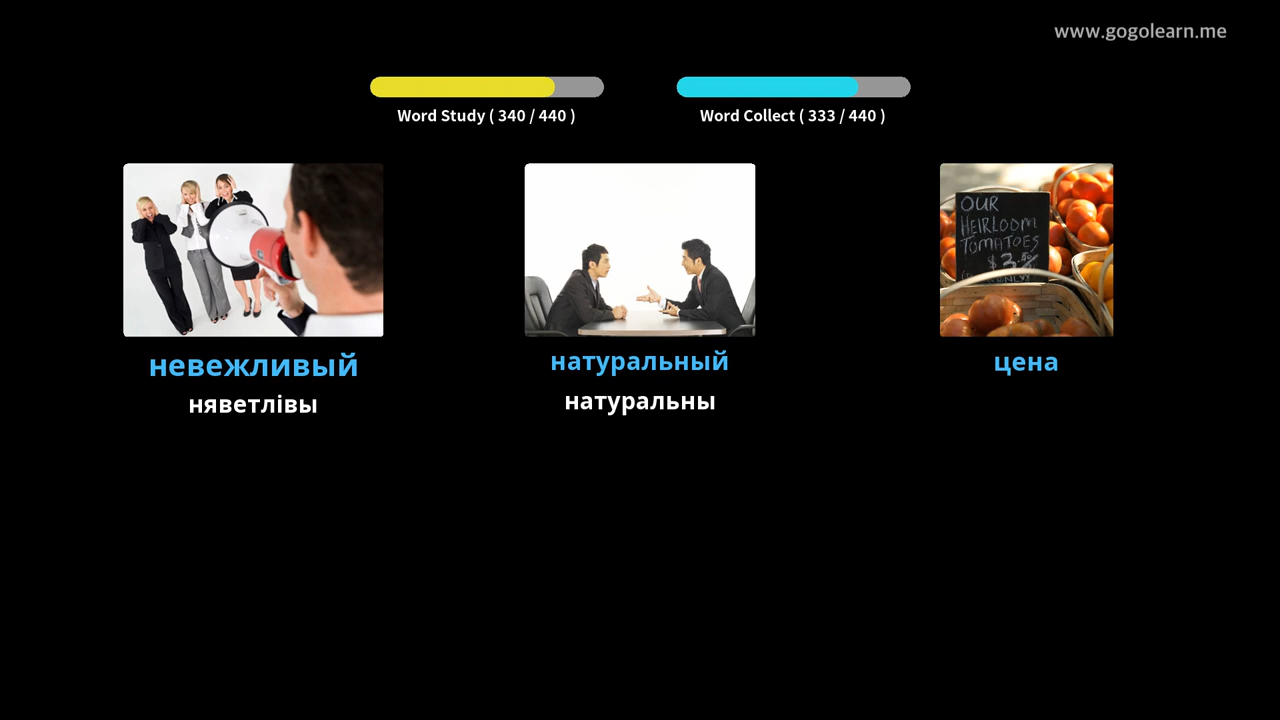 www.gogolearn.me
Word Study ( 340 / 440 )
Word Collect ( 333 / 440 )
OUR
HEIRLOOM
TOMATOES
невежливый
натуральный
цена
няветлівы
натуральны